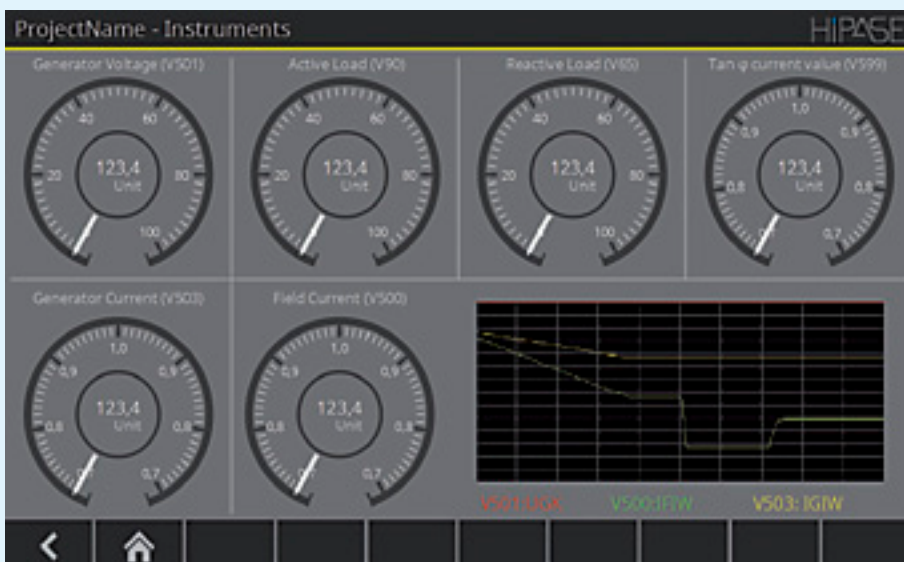 ProjectName - Instruments
HIPASE
Generator Voltage (V501)
Active Load (V90)
Reactive Load (V65)
Tan φ current value (V599)
40 60
20 80
100
123,4
Unit
40 60
20 80
100
123,4
Unit
40 60
20 80
100
123,4
Unit
1,0
0,9 0,9
0,8 0,8
0,7
123,4
Unit
Generator Current (V503)
Field Current (V500)
1,0
0,9 0,9
0,8 0,8
0,7
123,4
Unit
1,0
0,9 0,9
0,8 0,8
0,7
123,4
Unit
V501:UGK
V500:IFIW
V503: IGIW